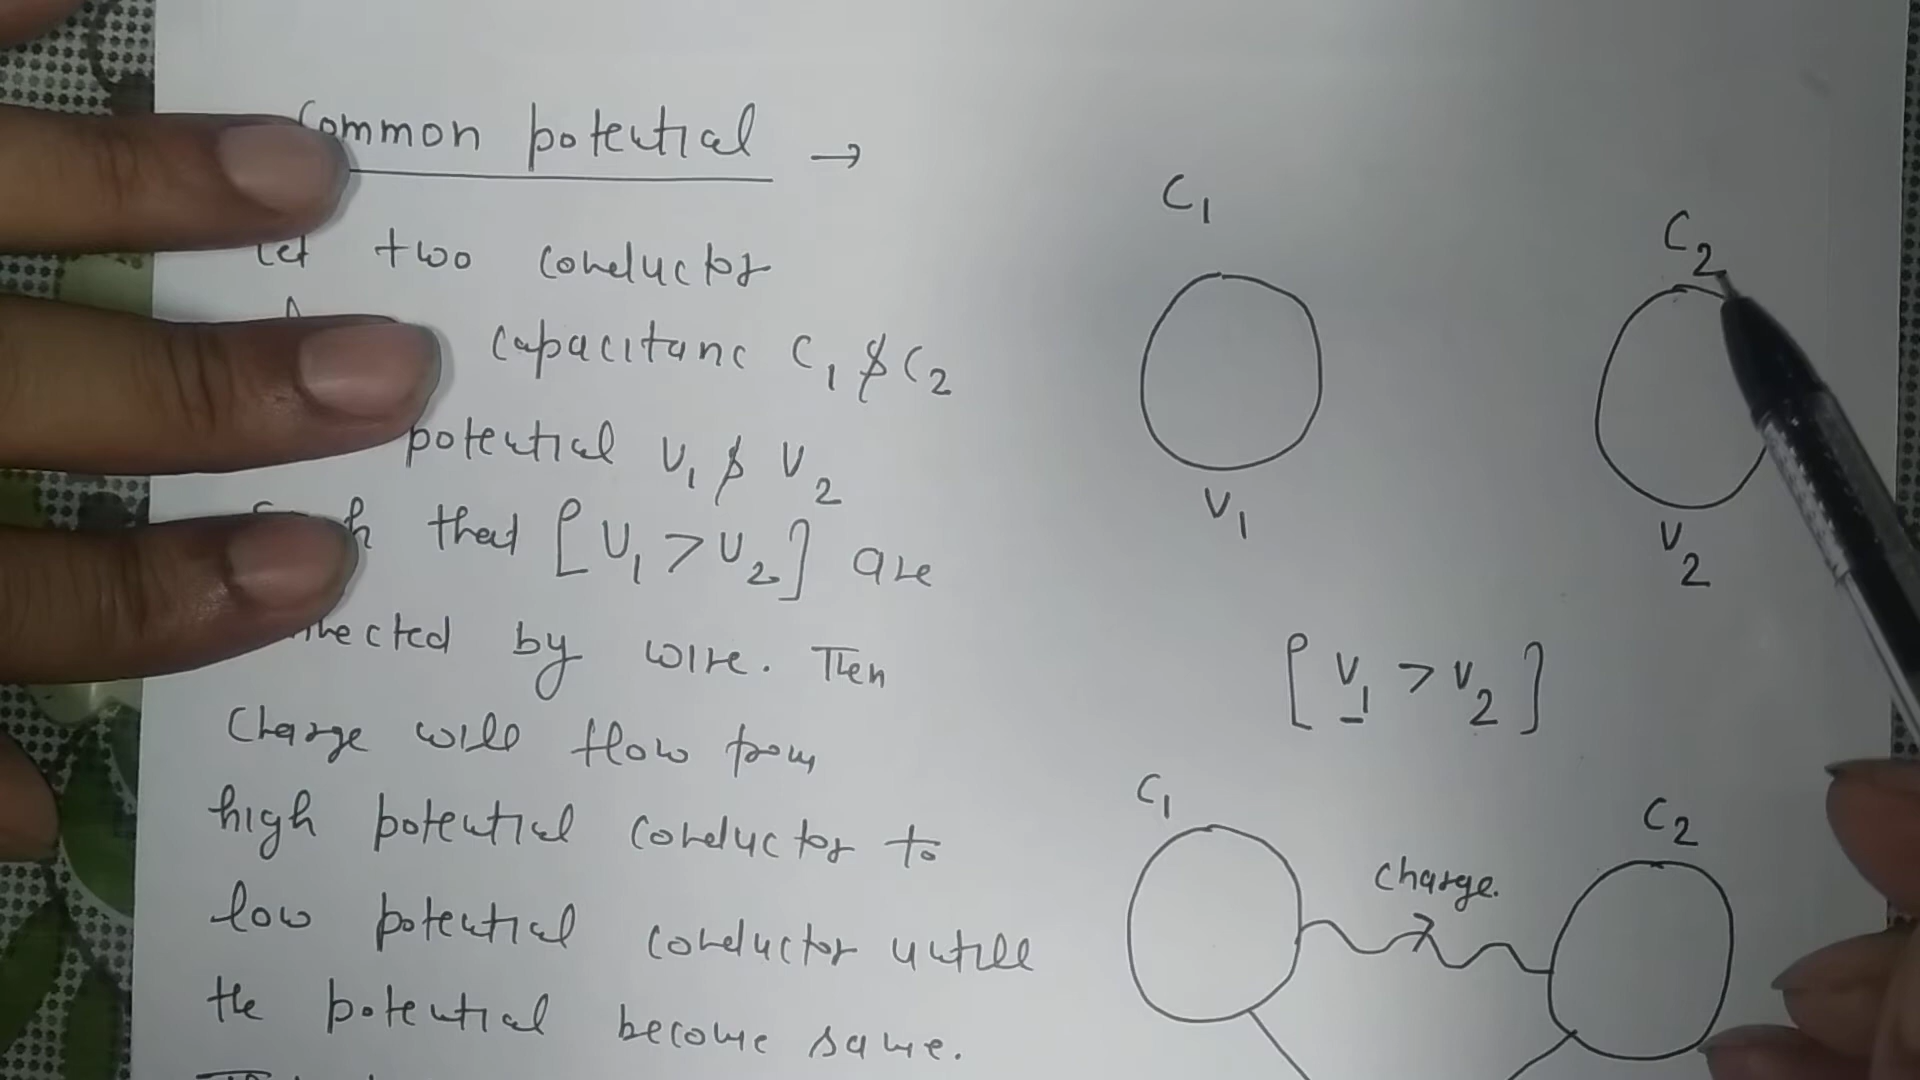 Common potential →
Let two conductor
capacitanc C1 & C2
potential V1 & V2
that [V1 > V2] are
by wire. Then
Charge will flow from
high potential conductor to
low potential conductor untill
the potential become same.
C1
C2
V1
V2
[V1 > V2]
C1
C2
charge.